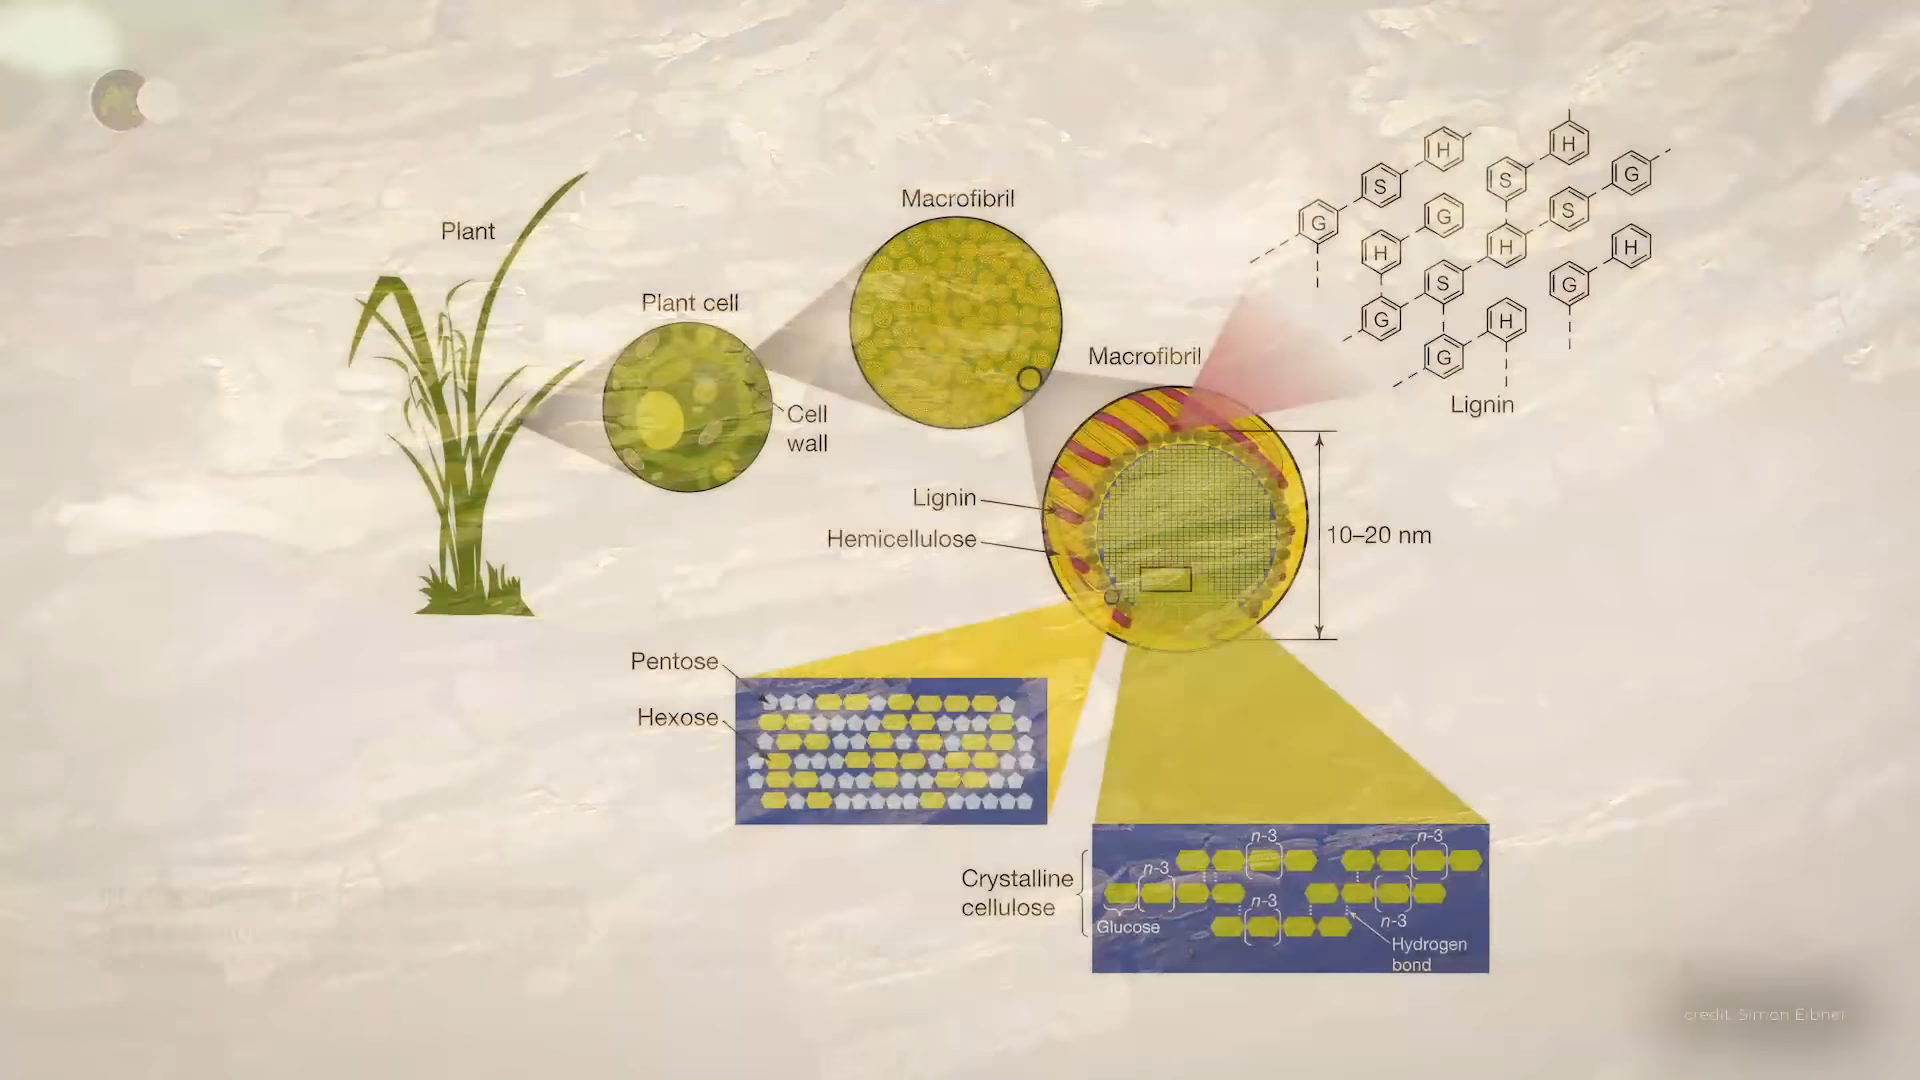 Plant
Plant cell
Cell
wall
Macrofibril
Macrofibril
H
S
G
H
G
S
G
H
S
H
S
G
H
G
H
G
Lignin
Lignin
Hemicellulose
10–20 nm
Pentose
Hexose
Crystalline
cellulose
n-3
n-3
n-3
n-3
n-3
Glucose
Hydrogen
bond
credit: Simon Eibner